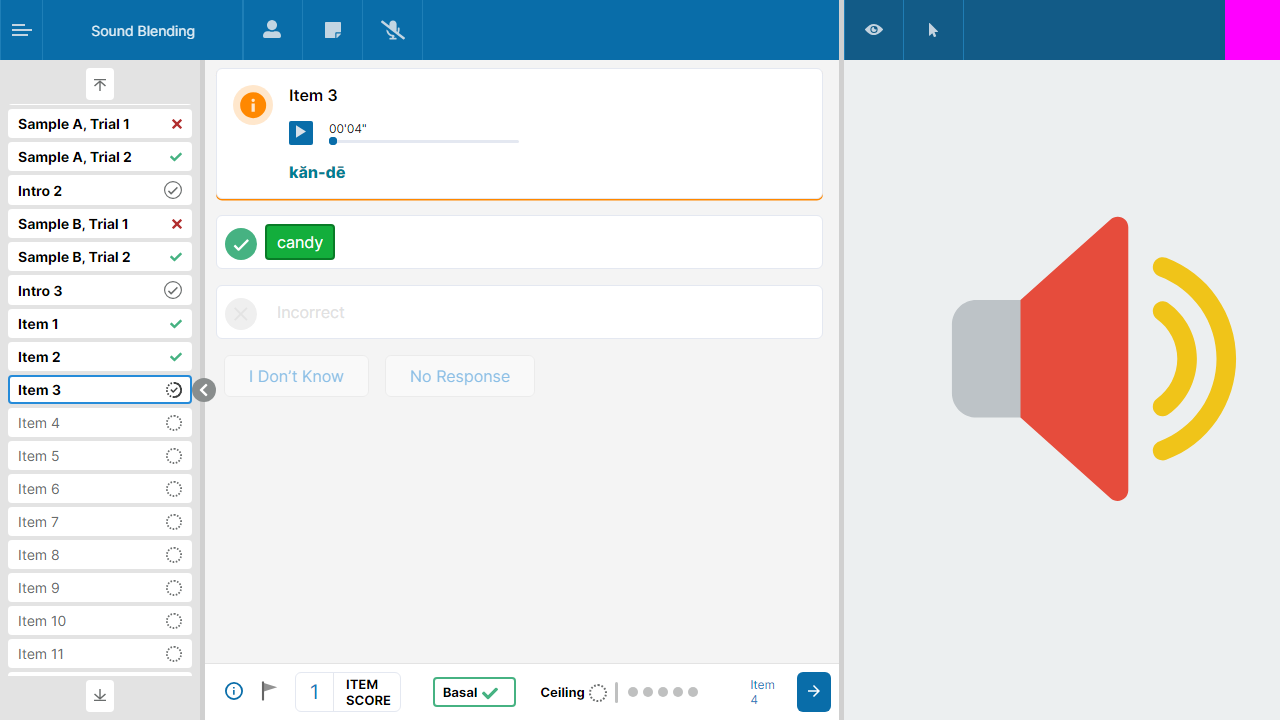 Sound Blending
Sample A, Trial 1
Sample A, Trial 2
Intro 2
Sample B, Trial 1
Sample B, Trial 2
Intro 3
Item 1
Item 2
Item 3
Item 4
Item 5
Item 6
Item 7
Item 8
Item 9
Item 10
Item 11
Item 3
00'04"
kăn-dē
candy
Incorrect
I Don't Know
No Response
1
ITEM
SCORE
Basal
Ceiling
Item
4